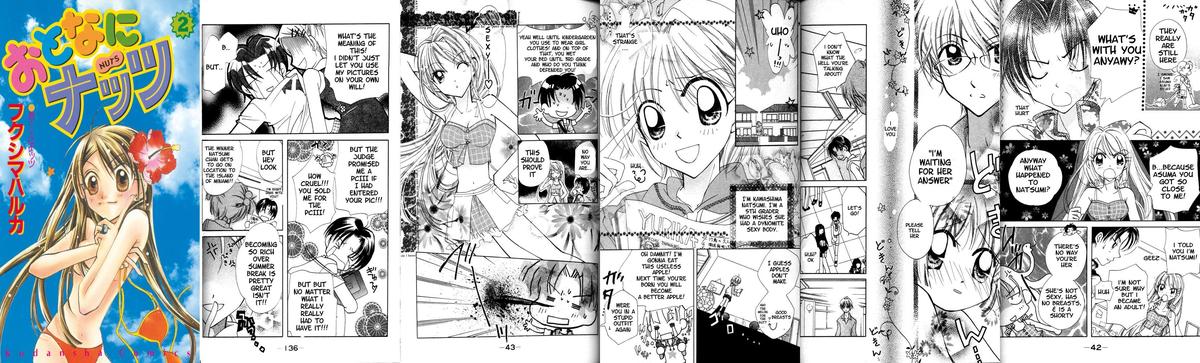 おとなに
NUTS
ナッツ
2
フクシマハルカ
Kodansha Comics
WHAT'S THE
MEANING OF
THIS!
I DIDN'T JUST
LET YOU USE
MY PICTURES
ON YOUR OWN
WILL!
B...
BUT..
THE WINNER
NATSUMI
CHAN GETS
TO GO ON
LOCATION TO
THE ISLAND
OF MINAMI!!
BUT HEY
LOOK
BUT THE
JUDGE
PROMISED
ME A
PCIII IF I
HAD
ENTERED
YOUR PIC!!!
HOW
CRUEL!!!
YOU SOLD
ME FOR
THE
PCIII!
BECOMING
SO RICH
OVER
SUMMER
BREAK IS
PRETTY
GREAT
ISN'T
IT!!!
BUT BUT
NO MATTER
WHAT I
REALLY
REALLY
HAD TO
HAVE IT!!!
136
SEXY♡
YEAH WELL UNTIL KINDERGARDEN
YOU USE TO WEAR GIRL
CLOTHES! AND ON TOP OF
THAT, YOU WET
YOUR BED UNTIL 3RD GRADE
AND WHO DO YOU THINK
DEFENDED YOU!
THIS
SHOULD
PROVE
IT
NO
WAY
YOU
ARE...
43
THAT'S
STRANGE
UHO
HUH
I'M KAWASHIMA
NATSUMI. I'M A
5TH GRADER
WHO WISHES SHE
HAD A DYNOMITE
SEXY BODY.
OH DAMNIT! I'M
GONNA EAT
THIS USELESS
APPLE!
NEXT TIME YOU'RE
BORN YOU WILL
BECOME
A BETTER APPLE!
WERE
YOU IN A
STUPID
OUTFIT
AGAIN
I GUESS
APPLES
DON'T
MAKE
GOOD
BREASTS
I DON'T
KNOW
WHAT THE
HELL YOU'RE
TALKING
ABOUT!
LET'S
GO!
HUH
I LOVE
YOU
"I'M
WAITING
FOR HER
ANSWER"
PLEASE
TELL
HER
WHAT'S
WITH YOU
ANYAWY?
THEY
REALLY
ARE
STILL
HERE
THAT
HURT
ANYWAY
WHAT
HAPPENED
TO
NATSUMI?
B...BECAUSE
ASUMA YOU
GOT SO
CLOSE
TO ME!
I TOLD YOU
I'M NATSUMI
GEEZ
HUH
I'M NOT
SURE WHY
BUT I
BECAME
AN ADULT!
THERE'S
NO WAY
YOU'RE
HER
SHE'S NOT
SEXY, HAS
NO BREASTS,
& IS A
SHORTY
42